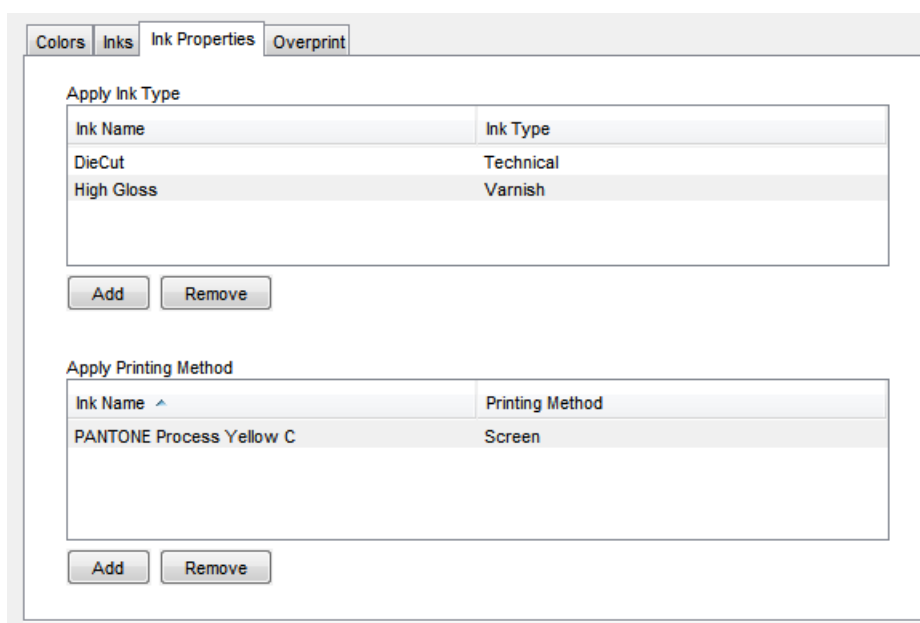 Colors Inks Ink Properties Overprint
Apply Ink Type
Ink Name Ink Type
DieCut Technical
High Gloss Varnish
Add Remove
Apply Printing Method
Ink Name Printing Method
PANTONE Process Yellow C Screen
Add Remove